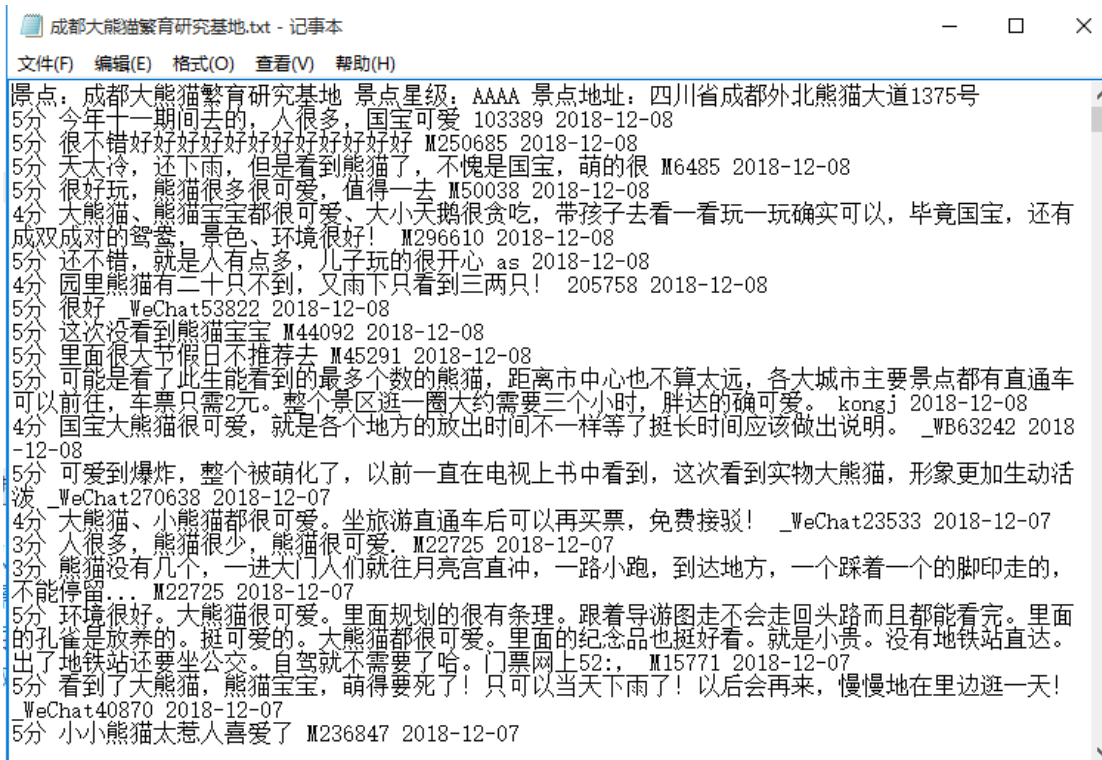 成都大熊猫繁育研究基地.txt - 记事本
文件(F) 编辑(E) 格式(O) 查看(V) 帮助(H)
景点: 成都大熊猫繁育研究基地 景点星级: AAAA 景点地址: 四川省成都外北熊猫大道1375号
5分 今年十一期间去的, 人很多, 国宝可爱 103389 2018-12-08
5分 很不错好好好好好好好好好好好好 M250685 2018-12-08
5分 天太冷, 还下雨, 但是看到熊猫了, 不愧是国宝, 萌的很 M6485 2018-12-08
5分 很好玩, 熊猫很多很可爱, 值得一去 M50038 2018-12-08
4分 大熊猫、熊猫宝宝都很可爱、大小天鹅很贪吃, 带孩子去看一看玩一玩确实可以, 毕竟国宝, 还有
成双成对的鸳鸯, 景色、环境很好! M296610 2018-12-08
5分 还不错, 就是人有点多, 儿子玩的很开心 as 2018-12-08
4分 园里熊猫有二十只不到, 又雨下只看到三两只! 205758 2018-12-08
5分 很好 _WeChat53822 2018-12-08
5分 这次没看到熊猫宝宝 M44092 2018-12-08
5分 里面很大节假日不推荐去 M45291 2018-12-08
5分 可能是看了此生能看到的最多个数的熊猫, 距离市中心也不算太远, 各大城市主要景点都有直通车
可以前往, 车票只需2元。整个景区逛一圈大约需要三个小时, 胖达的确可爱。 kongj 2018-12-08
4分 国宝大熊猫很可爱, 就是各个地方的放出时间不一样等了挺长时间应该做出说明。 _WB63242 2018
-12-08
5分 可爱到爆炸, 整个被萌化了, 以前一直在电视上书中看到, 这次看到实物大熊猫, 形象更加生动活
泼 _WeChat270638 2018-12-07
4分 大熊猫、小熊猫都很可爱。坐旅游直通车后可以再买票, 免费接驳! _WeChat23533 2018-12-07
3分 人很多, 熊猫很少, 熊猫很可爱. M22725 2018-12-07
3分 熊猫没有几个, 一进大门人们就往月亮宫直冲, 一路小跑, 到达地方, 一个踩着一个的脚印走的,
不能停留... M22725 2018-12-07
5分 环境很好。大熊猫很可爱。里面规划的很有条理。跟着导游图走不会走回头路而且都能看完。里面
的孔雀是放养的。挺可爱的。大熊猫都很可爱。里面的纪念品也挺好看。就是小贵。没有地铁站直达。
出了地铁站还要坐公交。自驾就不需要了哈。门票网上52:, M15771 2018-12-07
5分 看到了大熊猫, 熊猫宝宝, 萌得要死了! 只可以当天下雨了! 以后会再来, 慢慢地在里边逛一天!
_WeChat40870 2018-12-07
5分 小小熊猫太惹人喜爱了 M236847 2018-12-07